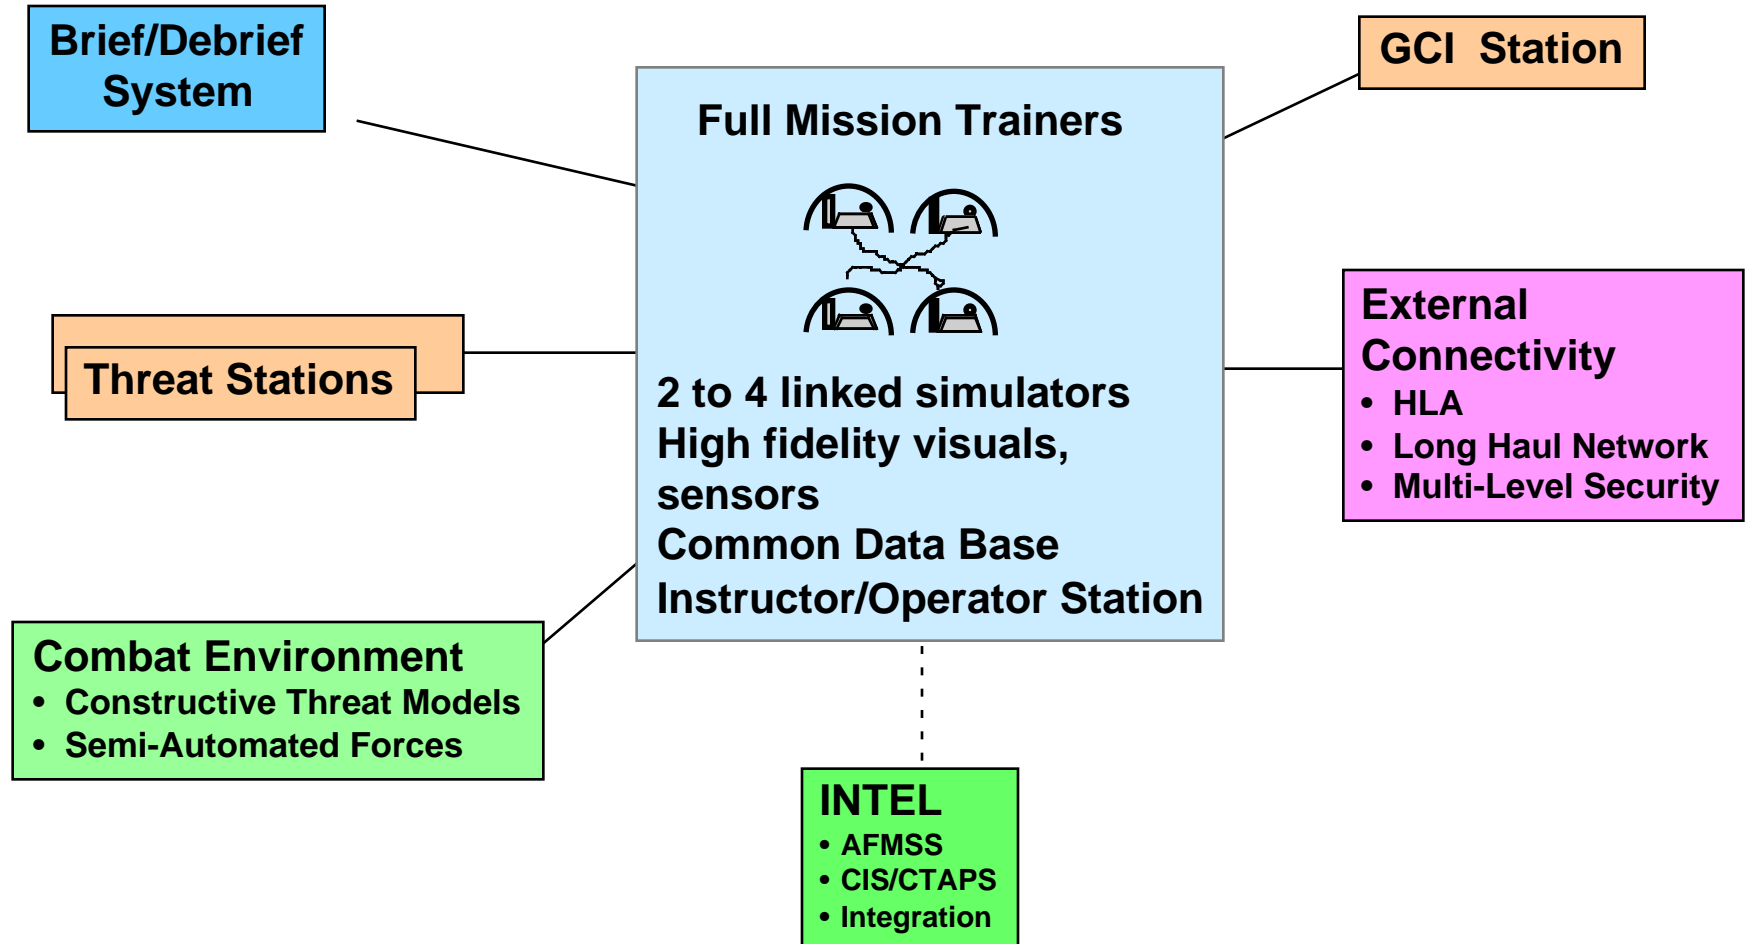 Brief/Debrief
System
GCI Station
Full Mission Trainers
External
Connectivity
• HLA
• Long Haul Network
• Multi-Level Security
Threat Stations
2 to 4 linked simulators
High fidelity visuals,
sensors
Common Data Base
Instructor/Operator Station
Combat Environment
• Constructive Threat Models
• Semi-Automated Forces
INTEL
• AFMSS
• CIS/CTAPS
• Integration